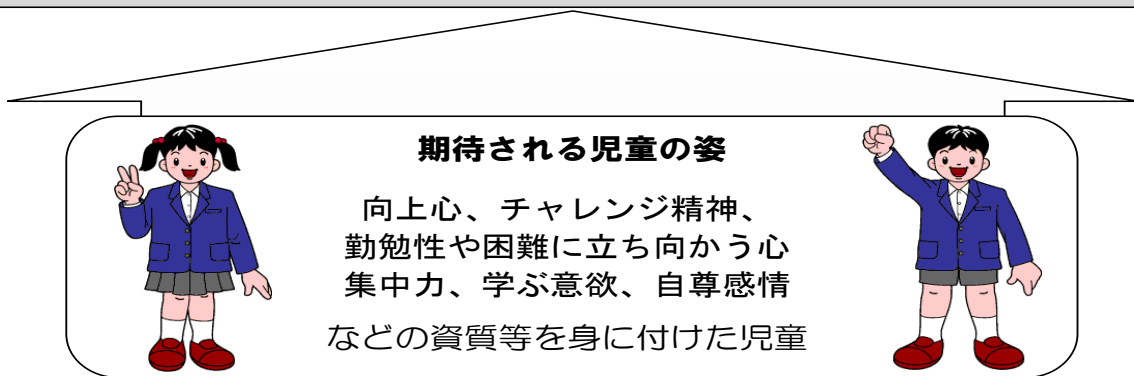 期待される児童の姿
向上心、チャレンジ精神、
勤勉性や困難に立ち向かう心
集中力、学ぶ意欲、自尊感情
などの資質等を身に付けた児童